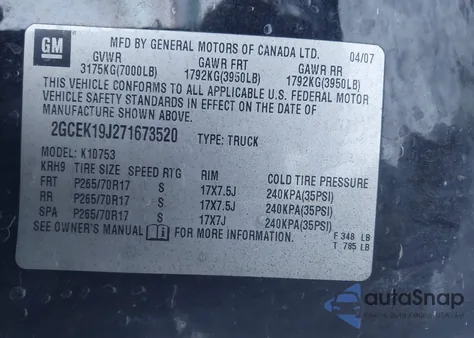 GM
MFD BY GENERAL MOTORS OF CANADA LTD. 04/07
GVWR GAWR FRT GAWR RR
3175KG(7000LB) 1792KG(3950LB) 1792KG(3950LB)
THIS VEHICLE CONFORMS TO ALL APPLICABLE U.S. FEDERAL MOTOR
VEHICLE SAFETY STANDARDS IN EFFECT ON THE DATE OF
MANUFACTURE SHOWN ABOVE.
2GCEK19J271673520 TYPE: TRUCK
MODEL: K10753
KRH9 TIRE SIZE SPEED RTG RIM COLD TIRE PRESSURE
FRT P265/70R17 S 17X7.5J 240KPA(35PSI)
RR P265/70R17 S 17X7.5J 240KPA(35PSI)
SPA P265/70R17 S 17X7J 240KPA(35PSI)
SEE OWNER'S MANUAL FOR MORE INFORMATION.
F 348 LB
T 785 LB
autoSnap